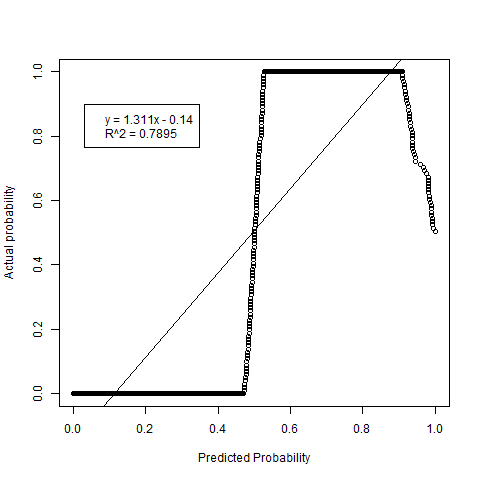 y = 1.311x - 0.14
R^2 = 0.7895
1.0
0.8
0.6
0.4
0.2
0.0
Actual probability
0.0 0.2 0.4 0.6 0.8 1.0
Predicted Probability